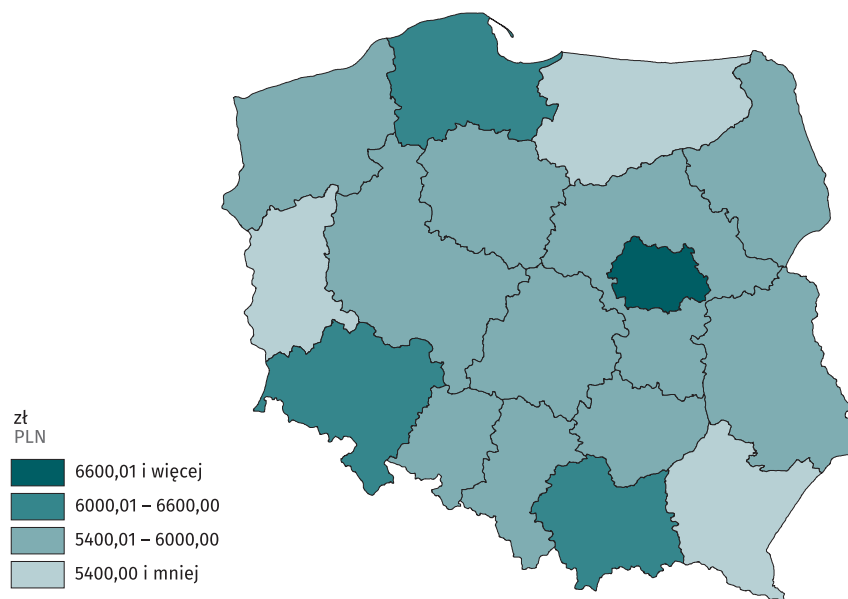 zł
PLN
6600,01 i więcej
6000,01 – 6600,00
5400,01 – 6000,00
5400,00 i mniej